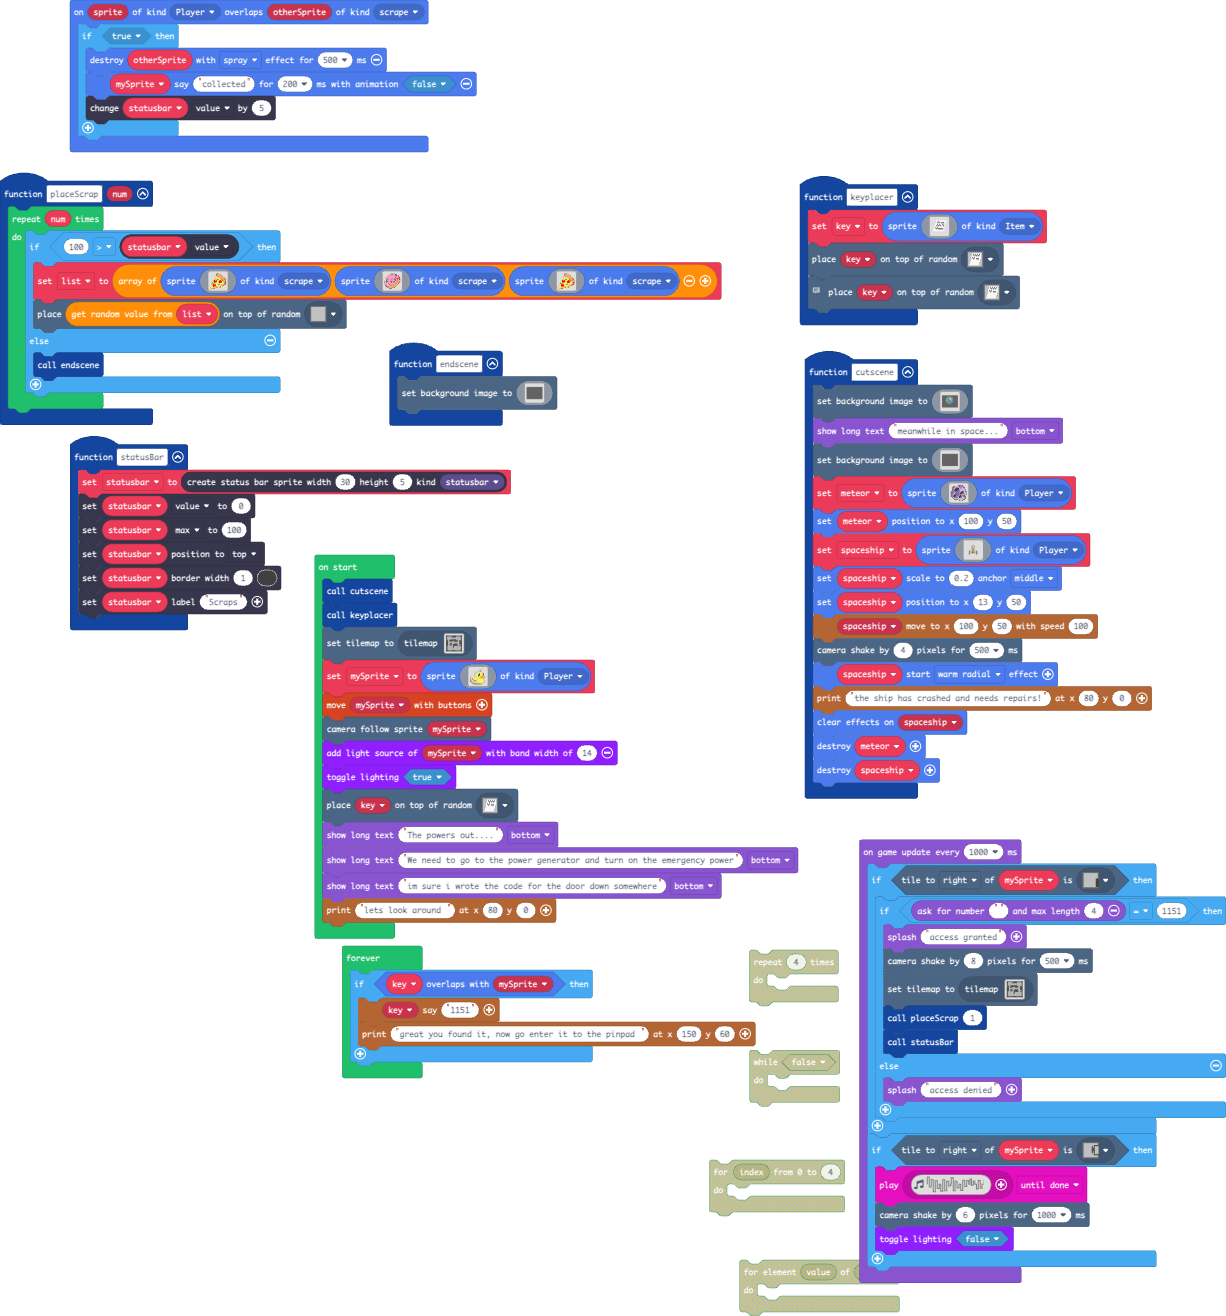 on sprite of kind Player overlaps otherSprite of kind scrape
if true then
destroy otherSprite with spray effect for 500 ms
mySprite say "collected" for 200 ms with animation false
change statusbar value by 5
function placeScrap num
repeat num times
do
if 100 > statusbar value then
set list to array of sprite of kind scrape sprite of kind scrape sprite of kind scrape
place get random value from list on top of random
else
call endscene
function endscene
set background image to
function statusBar
set statusbar to create status bar sprite width 30 height 5 kind statusbar
set statusbar value to 0
set statusbar max to 100
set statusbar position to top
set statusbar border width 1
set statusbar label "Scraps"
on start
call cutscene
call keyplacer
set tilemap to tilemap
set mySprite to sprite of kind Player
move mySprite with buttons
camera follow sprite mySprite
add light source of mySprite with band width of 14
toggle lighting true
place key on top of random
show long text "The powers out...." bottom
show long text "We need to go to the power generator and turn on the emergency power" bottom
show long text "im sure i wrote the code for the door down somewhere" bottom
print "lets look around " at x 80 y 0
forever
if key overlaps with mySprite then
key say "1151"
print "great you found it, now go enter it to the pinpad " at x 150 y 60
function keyplacer
set key to sprite of kind Item
place key on top of random
place key on top of random
function cutscene
set background image to
show long text "meanwhile in space..." bottom
set background image to
set meteor to sprite of kind Player
set meteor position to x 100 y 50
set spaceship to sprite of kind Player
set spaceship scale to 0.2 anchor middle
set spaceship position to x 13 y 50
spaceship move to x 100 y 50 with speed 100
camera shake by 4 pixels for 500 ms
spaceship start warm radial effect
print "the ship has crashed and needs repairs!" at x 80 y 0
clear effects on spaceship
destroy meteor
destroy spaceship
on game update every 1000 ms
if tile to right of mySprite is then
if ask for number "" and max length 4 = 1151 then
splash "access granted"
camera shake by 8 pixels for 500 ms
set tilemap to tilemap
call placeScrap 1
call statusBar
else
splash "access denied"
if tile to right of mySprite is then
play until done
camera shake by 6 pixels for 1000 ms
toggle lighting false
repeat 4 times
do
while false
do
for index from 0 to 4
do
for element value of
do